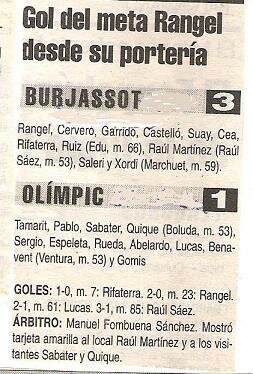 Gol del meta Rangel
desde su portería
BURJASSOT 3
Rangel, Cervero, Garrido, Castelló, Suay, Cea,
Rifaterra, Ruiz (Edu, m. 66), Raúl Martínez (Raúl
Sáez, m. 53), Saleri y Xordi (Marchuet, m. 59).
OLÍMPIC 1
Tamarit, Pablo, Sabater, Quique (Boluda, m. 53),
Sergio, Espeleta, Rueda, Abelardo, Lucas, Bena-
vent (Ventura, m. 53) y Gomis
GOLES: 1-0, m. 7: Rifaterra. 2-0, m. 23: Rangel.
2-1, m. 61: Lucas. 3-1, m. 85: Raúl Sáez.
ÁRBITRO: Manuel Fombuena Sánchez. Mostró
tarjeta amarilla al local Raúl Martínez y a los visi-
tantes Sabater y Quique.